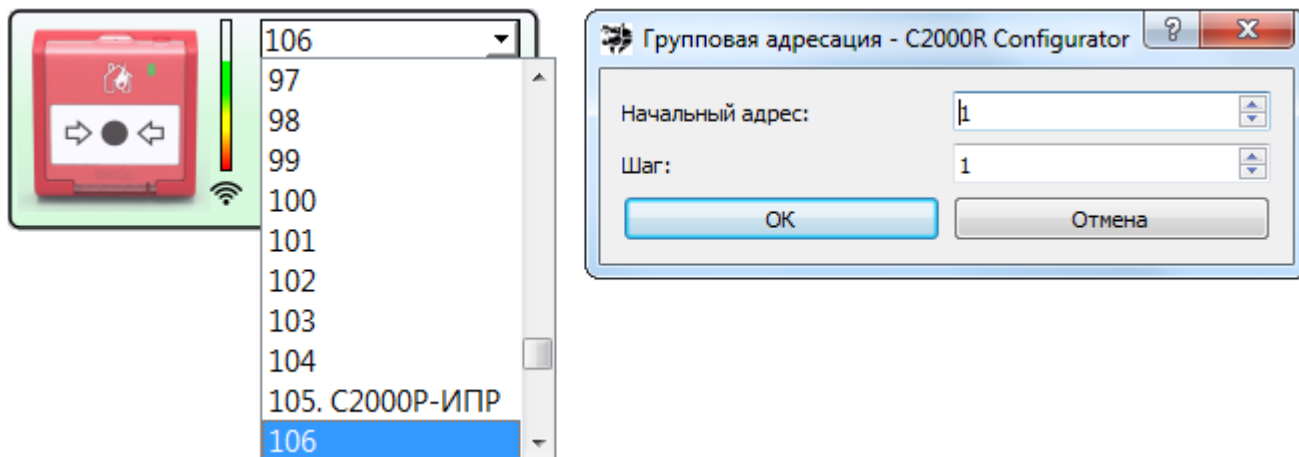 106
97
98
99
100
101
102
103
104
105. С2000Р-ИПР
106
Групповая адресация - C2000R Configurator
Начальный адрес: 1
Шаг: 1
ОК Отмена